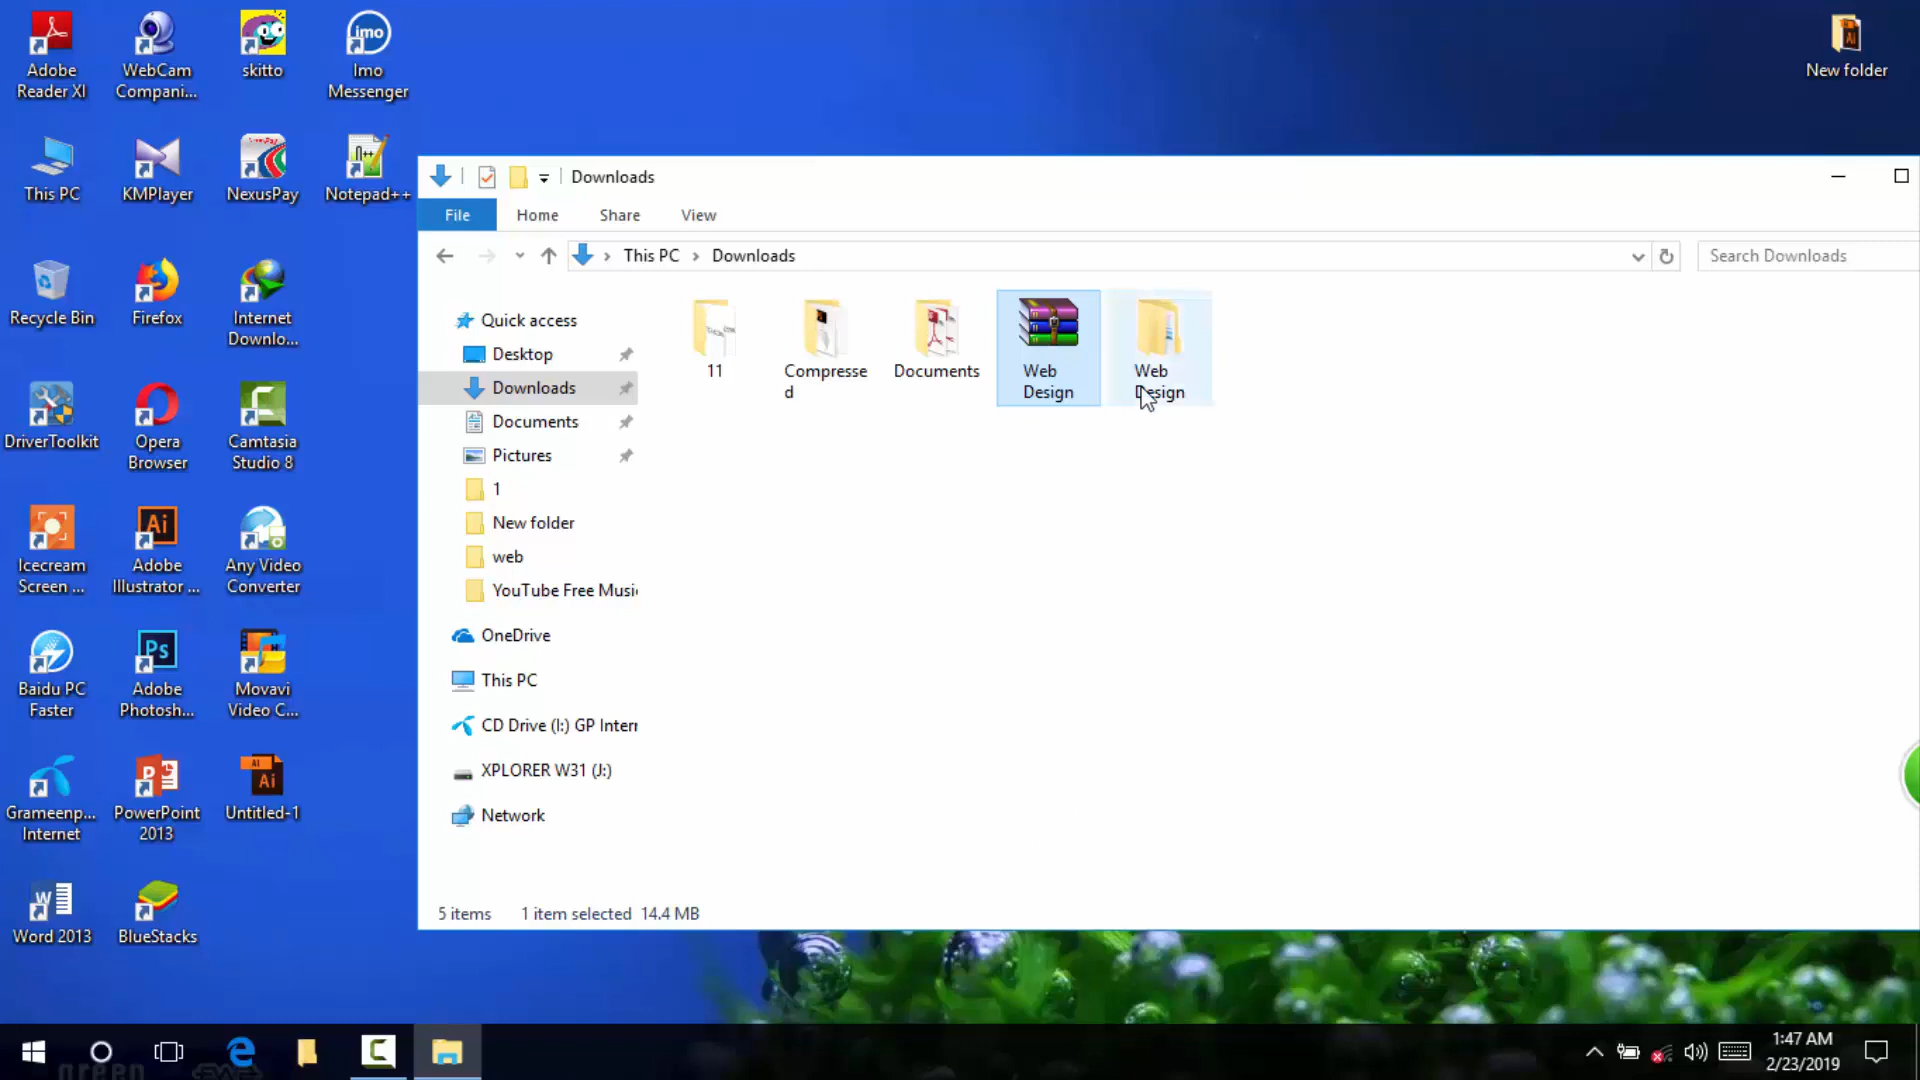 Adobe
Reader XI
WebCam
Compani...
skitto
imo
Imo
Messenger
New folder
This PC
KMPlayer
NexusPay
Notepad++
Recycle Bin
Firefox
Internet
Downlo...
DriverToolkit
Opera
Browser
Camtasia
Studio 8
Icecream
Screen ...
Ai
Adobe
Illustrator ...
Any Video
Converter
Baidu PC
Faster
Ps
Adobe
Photosh...
Movavi
Video C...
Grameenp...
Internet
PowerPoint
2013
AI
Ai
Untitled-1
Word 2013
BlueStacks
Downloads
File
Home
Share
View
This PC
Downloads
Search Downloads
Quick access
Desktop
Downloads
Documents
Pictures
1
New folder
web
YouTube Free Musi
OneDrive
This PC
CD Drive (I:) GP Inter
XPLORER W31 (J:)
Network
11
Compresse
d
Documents
Web
Design
Web
Design
5 items
1 item selected 14.4 MB
1:47 AM
2/23/2019